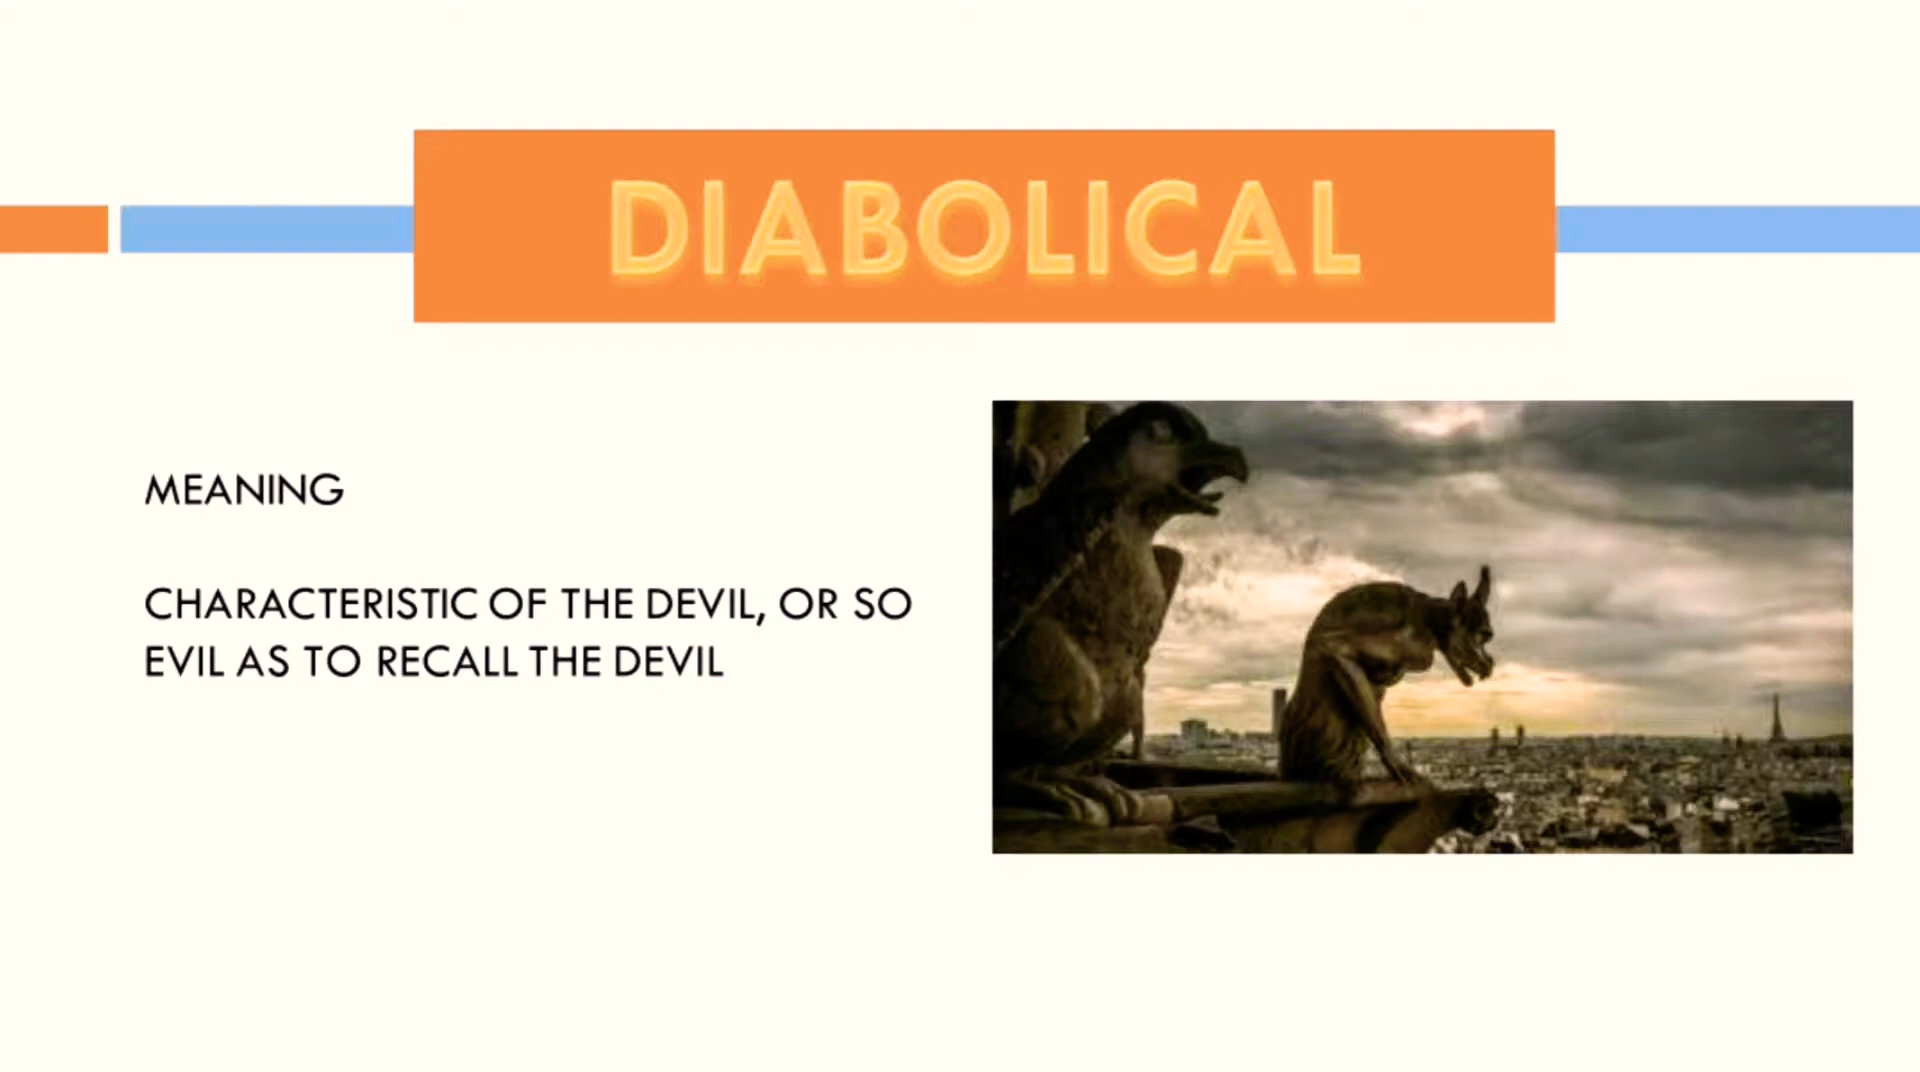 DIABOLICAL
MEANING
CHARACTERISTIC OF THE DEVIL, OR SO
EVIL AS TO RECALL THE DEVIL